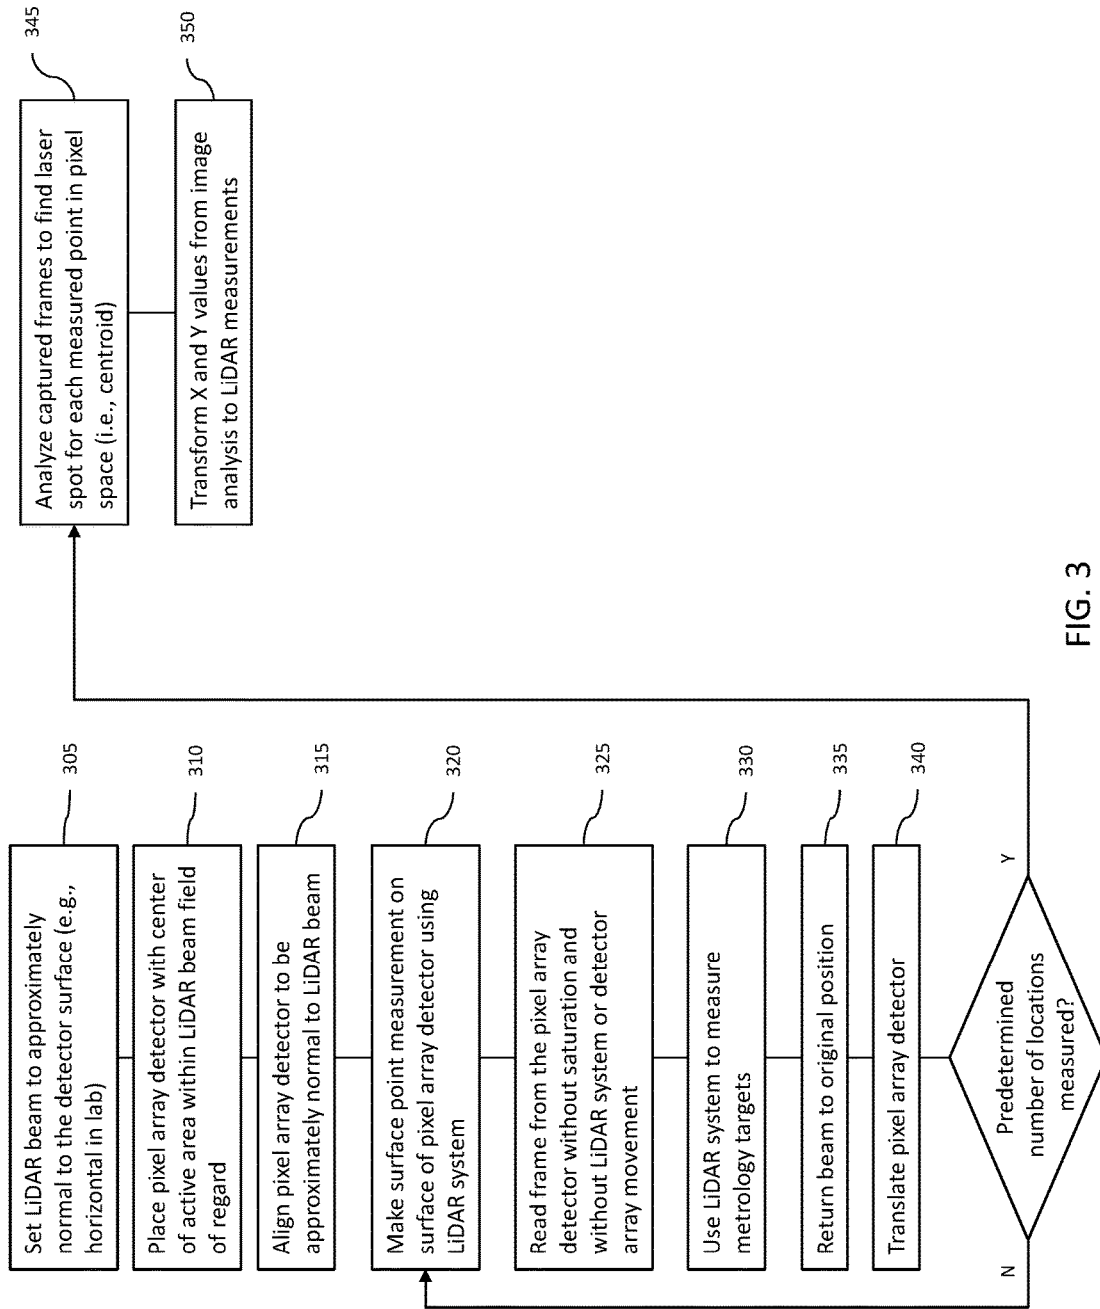 Set LiDAR beam to approximately
normal to the detector surface (e.g.,
horizontal in lab)
305
Place pixel array detector with center
of active area within LiDAR beam field
of regard
310
Align pixel array detector to be
approximately normal to LiDAR beam
315
Make surface point measurement on
surface of pixel array detector using
LiDAR system
320
Read frame from the pixel array
detector without saturation and
without LiDAR system or detector
array movement
325
Use LiDAR system to measure
metrology targets
330
Return beam to original position
335
Translate pixel array detector
340
Predetermined
number of locations
measured?
N
Y
Analyze captured frames to find laser
spot for each measured point in pixel
space (i.e., centroid)
345
Transform X and Y values from image
analysis to LiDAR measurements
350
FIG. 3